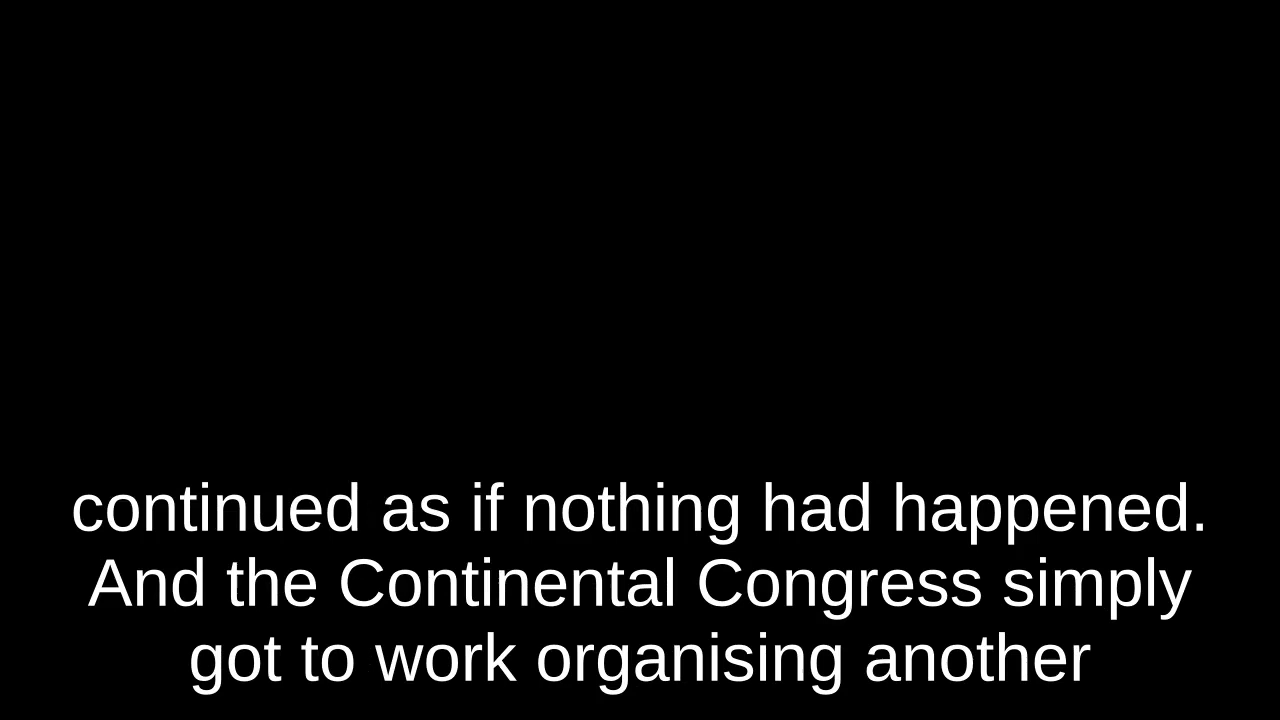 continued as if nothing had happened.
And the Continental Congress simply
got to work organising another